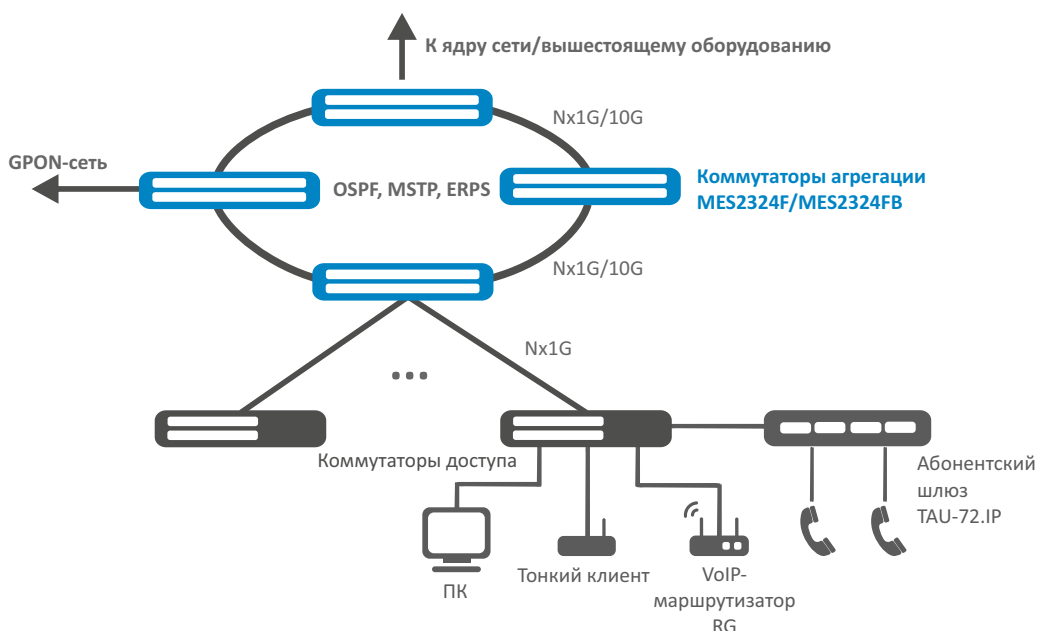 К ядру сети/вышестоящему оборудованию
Nx1G/10G
GPON-сеть
OSPF, MSTP, ERPS
Коммутаторы агрегации
MES2324F/MES2324FB
Nx1G/10G
Nx1G
...
Коммутаторы доступа
Абонентский
шлюз
TAU-72.IP
ПК
Тонкий клиент
VoIP-
маршрутизатор
RG